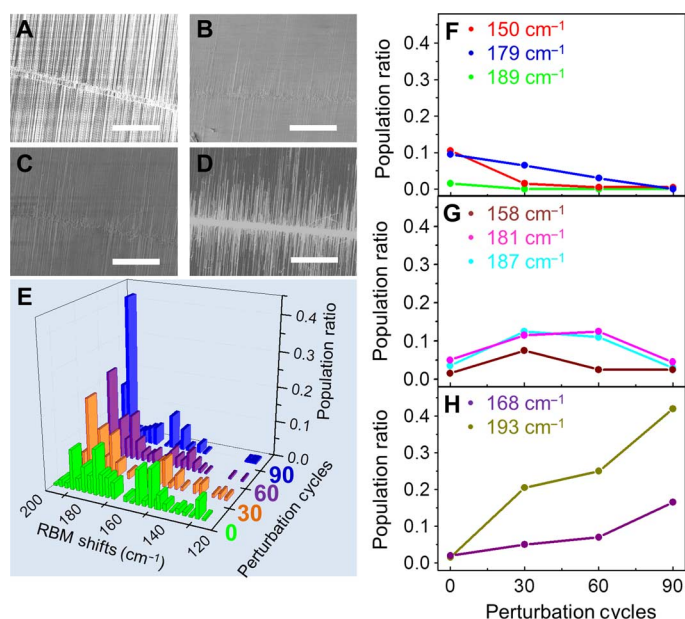 A
B
C
D
E
0.4
0.3
0.2
0.1
0.0
Population ratio
200
180
160
140
120
RBM shifts (cm⁻¹)
0
30
60
90
Perturbation cycles
F
150 cm⁻¹
179 cm⁻¹
189 cm⁻¹
0.4
0.3
0.2
0.1
0.0
Population ratio
G
158 cm⁻¹
181 cm⁻¹
187 cm⁻¹
0.4
0.3
0.2
0.1
0.0
Population ratio
H
168 cm⁻¹
193 cm⁻¹
0.4
0.3
0.2
0.1
0.0
Population ratio
0 30 60 90
Perturbation cycles